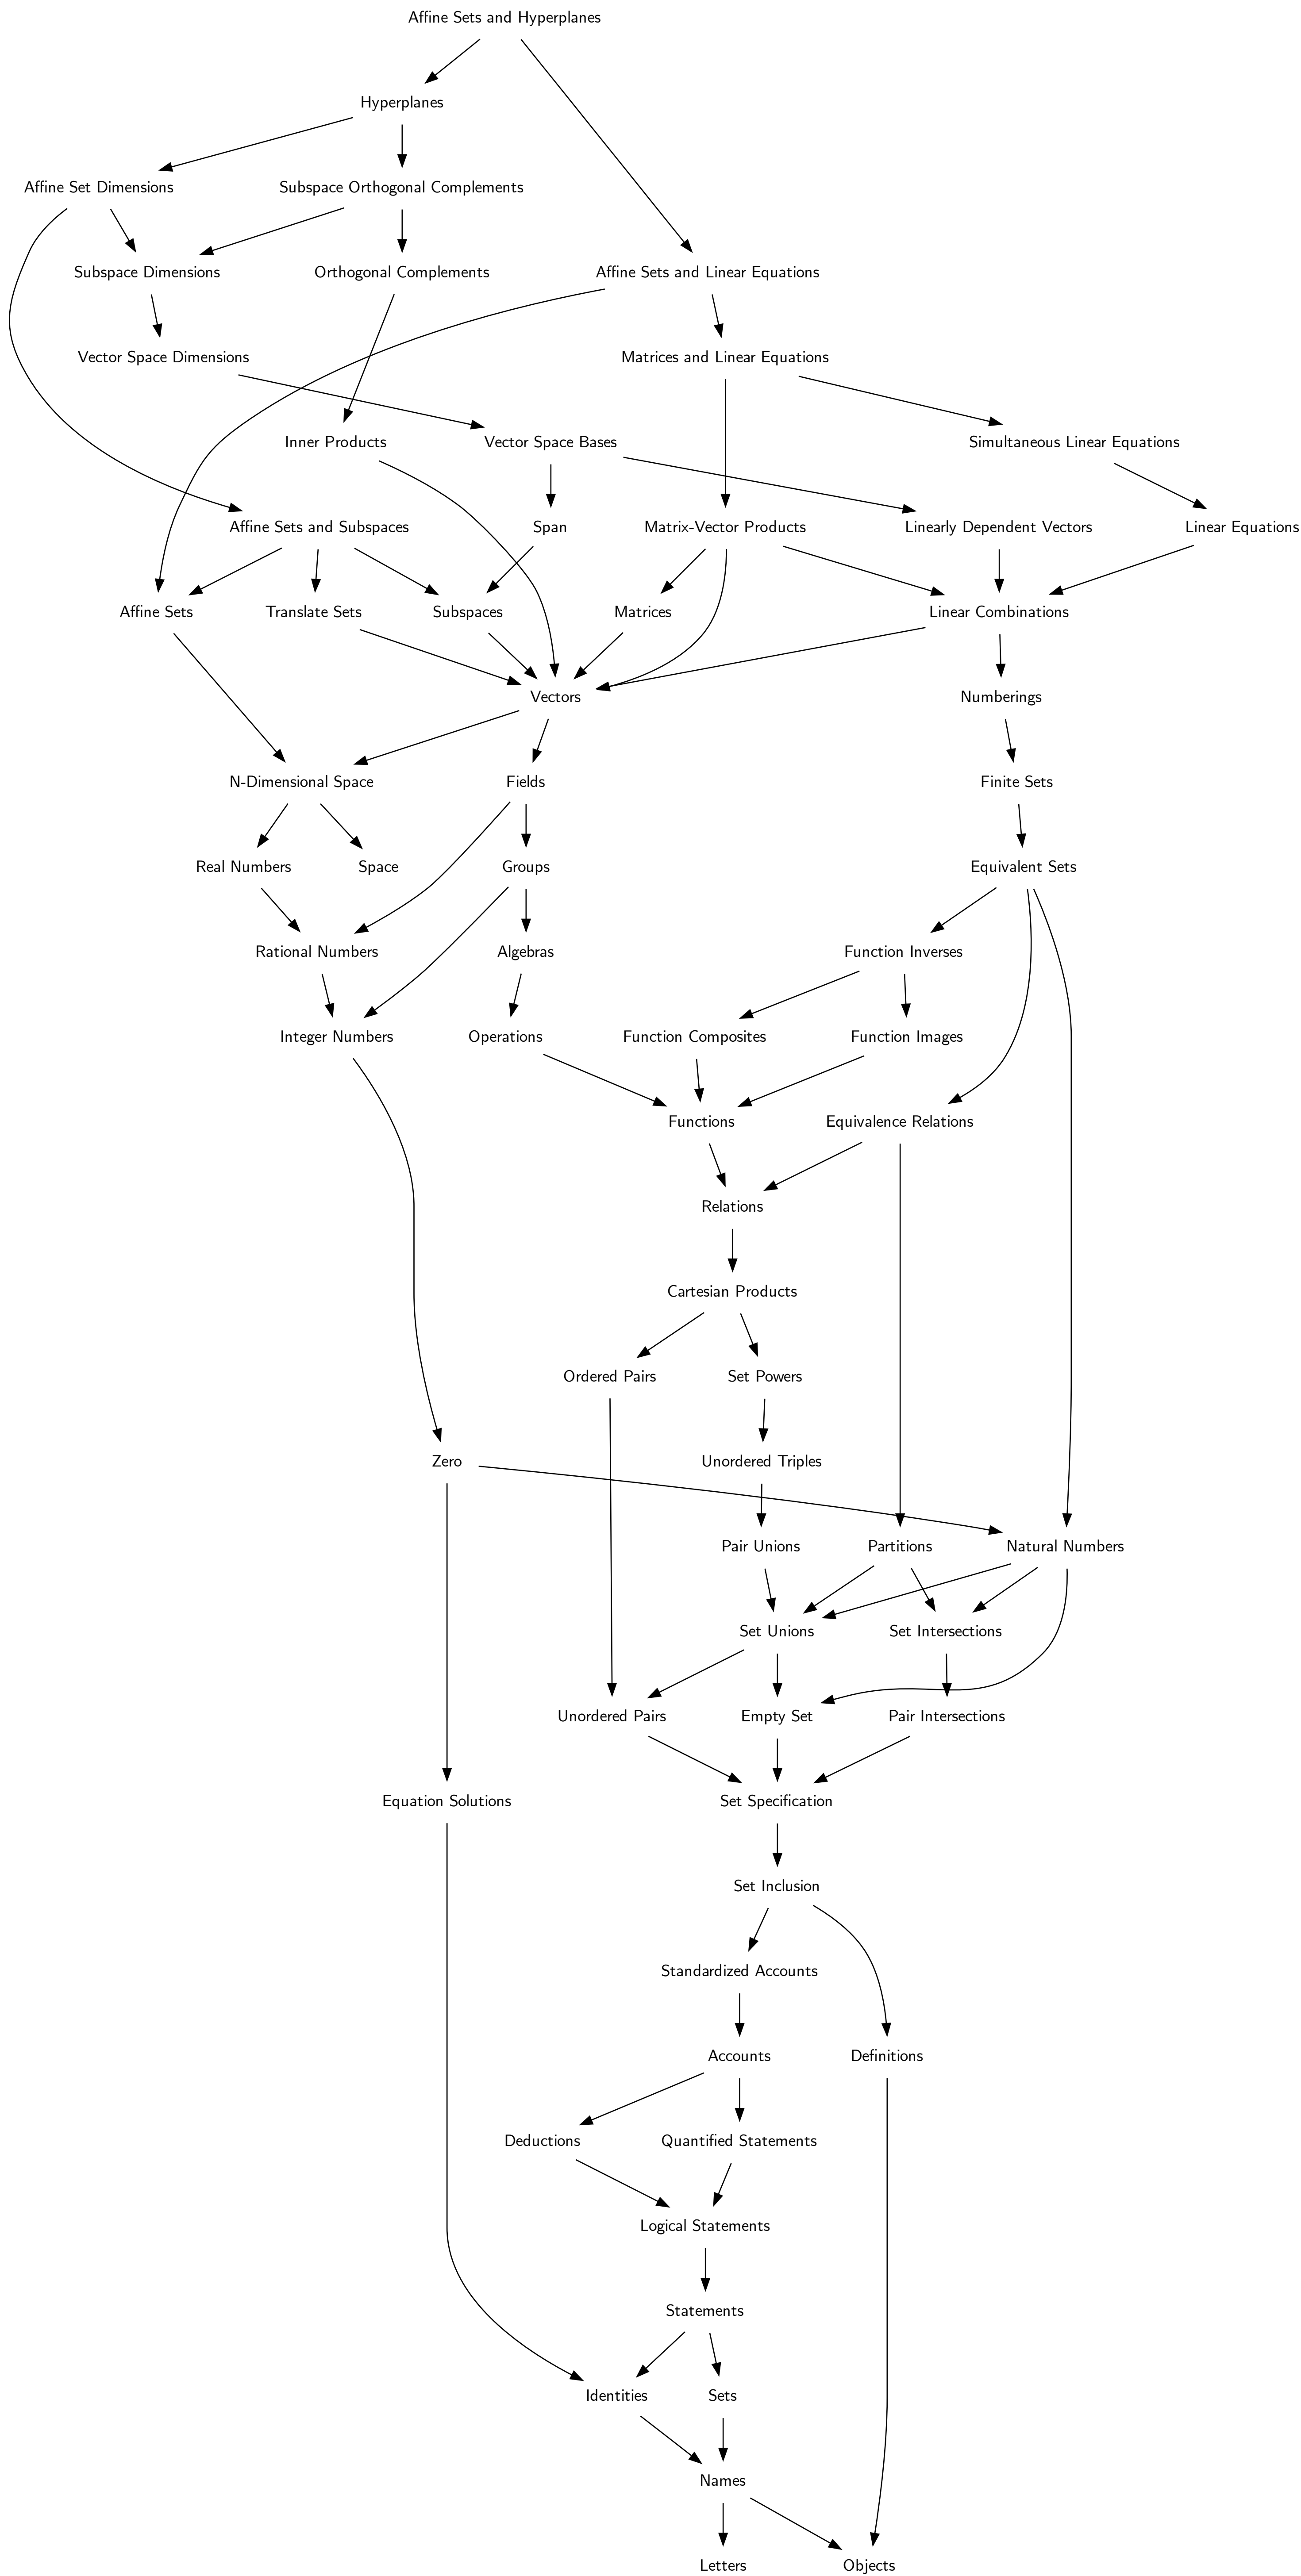 Affine Sets and Hyperplanes
Hyperplanes
Affine Set Dimensions
Subspace Orthogonal Complements
Subspace Dimensions
Orthogonal Complements
Affine Sets and Linear Equations
Vector Space Dimensions
Matrices and Linear Equations
Inner Products
Vector Space Bases
Simultaneous Linear Equations
Affine Sets and Subspaces
Span
Matrix-Vector Products
Linearly Dependent Vectors
Linear Equations
Affine Sets
Translate Sets
Subspaces
Matrices
Linear Combinations
Vectors
Numberings
N-Dimensional Space
Fields
Finite Sets
Real Numbers
Space
Groups
Equivalent Sets
Rational Numbers
Algebras
Function Inverses
Integer Numbers
Operations
Function Composites
Function Images
Functions
Equivalence Relations
Relations
Cartesian Products
Ordered Pairs
Set Powers
Zero
Unordered Triples
Pair Unions
Partitions
Natural Numbers
Set Unions
Set Intersections
Unordered Pairs
Empty Set
Pair Intersections
Equation Solutions
Set Specification
Set Inclusion
Standardized Accounts
Accounts
Definitions
Deductions
Quantified Statements
Logical Statements
Statements
Identities
Sets
Names
Letters
Objects